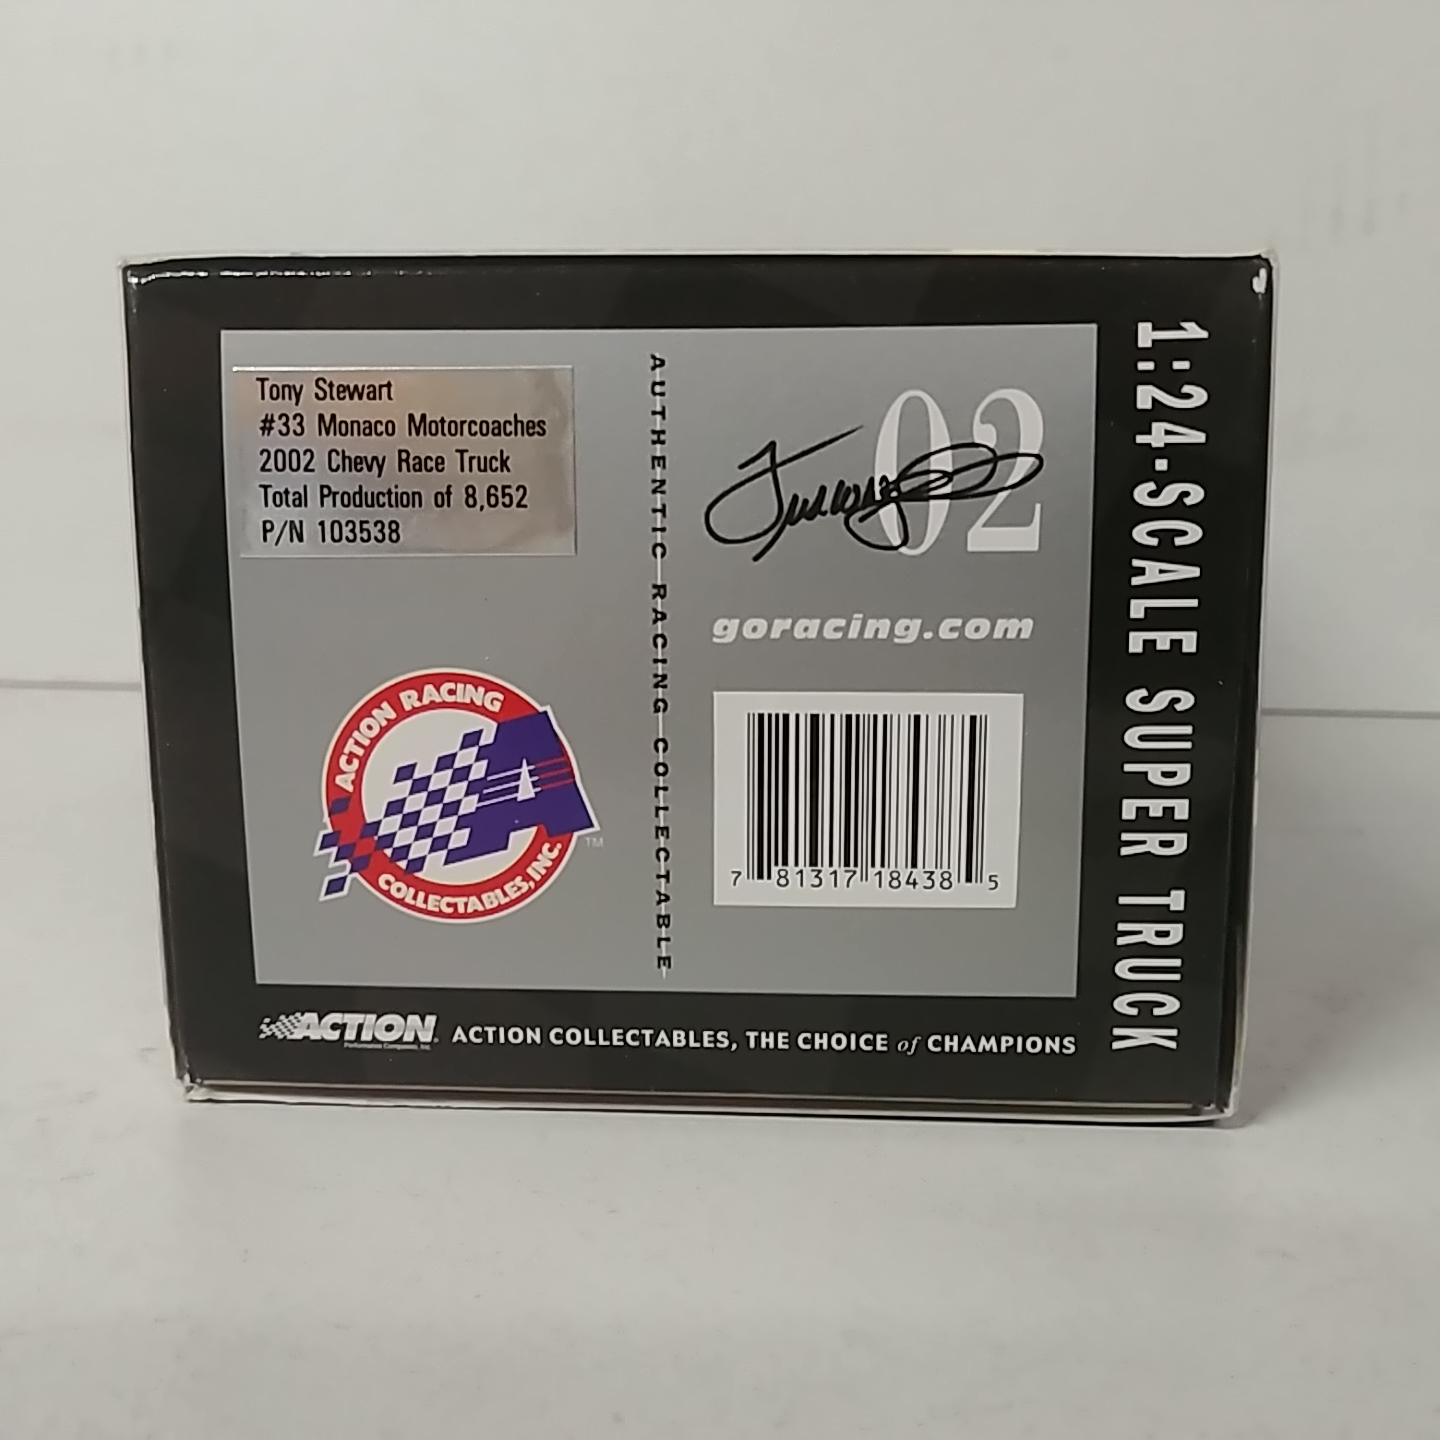 Tony Stewart
#33 Monaco Motorcoaches
2002 Chevy Race Truck
Total Production of 8,652
P/N 103538
AUTHENTIC RACING COLLECTABLE
02
goracing.com
ACTION RACING
COLLECTABLES, INC.
TM
7 81317 18438 5
1:24-SCALE SUPER TRUCK
ACTION
ACTION COLLECTABLES, THE CHOICE of CHAMPIONS